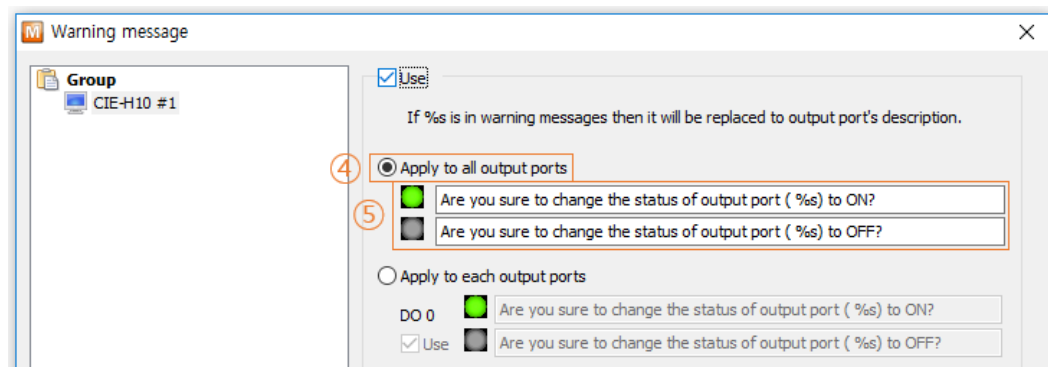 M Warning message
Group
CIE-H10 #1
Use
If %s is in warning messages then it will be replaced to output port's description.
④ Apply to all output ports
⑤ Are you sure to change the status of output port ( %s) to ON?
Are you sure to change the status of output port ( %s) to OFF?
Apply to each output ports
DO 0 Are you sure to change the status of output port ( %s) to ON?
Use Are you sure to change the status of output port ( %s) to OFF?